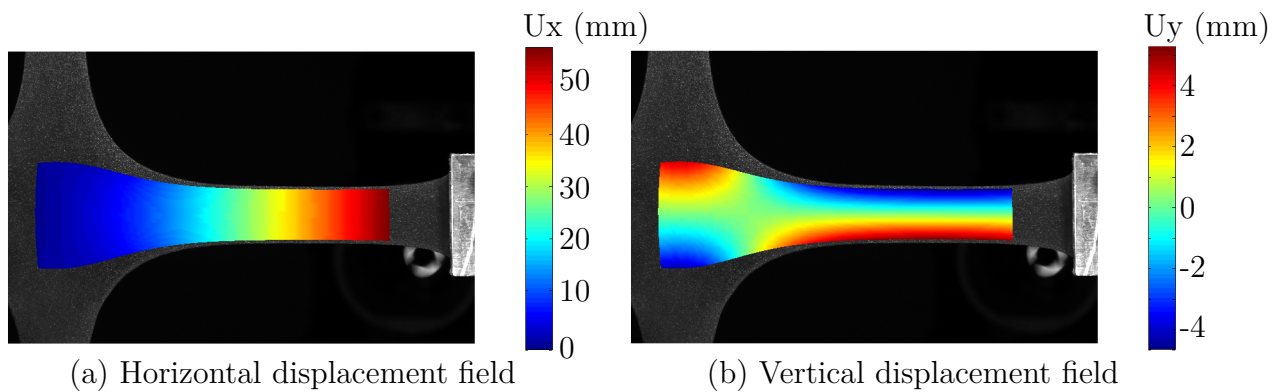 Ux (mm)
50
40
30
20
10
0
(a) Horizontal displacement field
Uy (mm)
4
2
0
-2
-4
(b) Vertical displacement field